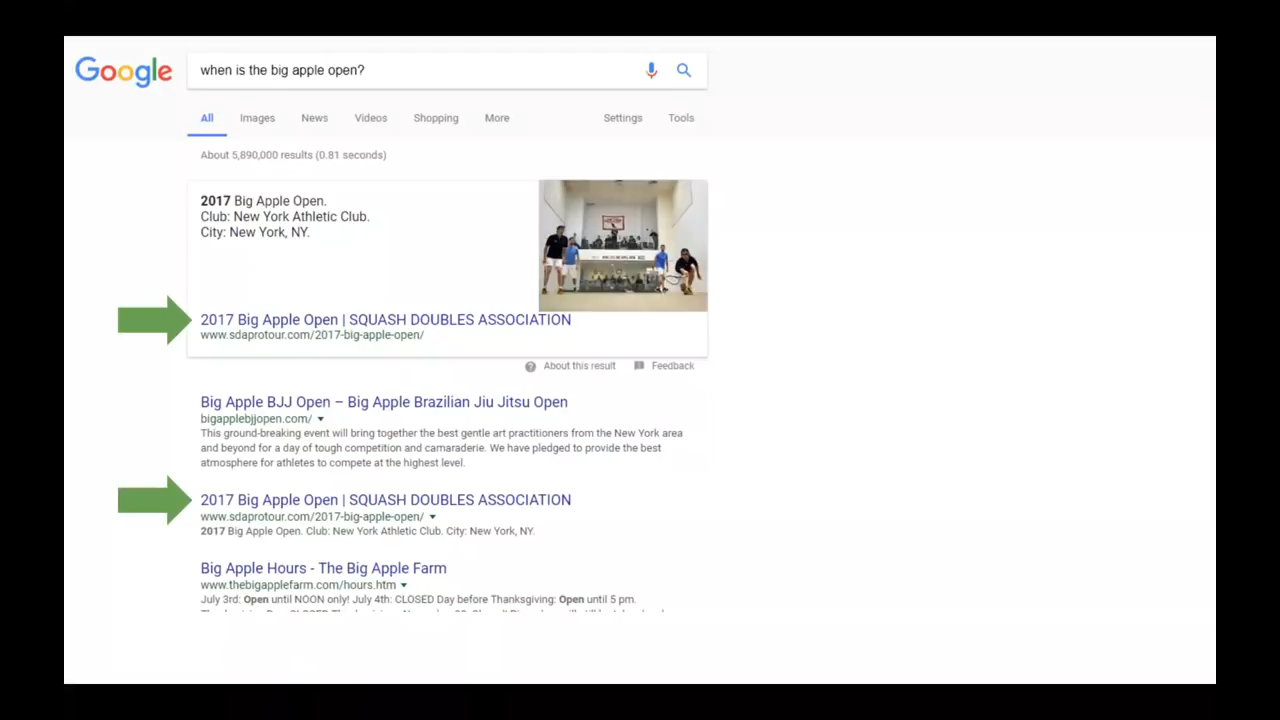 Google
when is the big apple open?
All Images News Videos Shopping More Settings Tools
About 5,890,000 results (0.81 seconds)
2017 Big Apple Open.
Club: New York Athletic Club.
City: New York, NY.
2017 Big Apple Open | SQUASH DOUBLES ASSOCIATION
www.sdaprotour.com/2017-big-apple-open/
About this result Feedback
Big Apple BJJ Open – Big Apple Brazilian Jiu Jitsu Open
bigapplebjjopen.com/
This ground-breaking event will bring together the best gentle art practitioners from the New York area
and beyond for a day of tough competition and camaraderie. We have pledged to provide the best
atmosphere for athletes to compete at the highest level.
2017 Big Apple Open | SQUASH DOUBLES ASSOCIATION
www.sdaprotour.com/2017-big-apple-open/
2017 Big Apple Open. Club: New York Athletic Club. City: New York, NY.
Big Apple Hours - The Big Apple Farm
www.thebigapplefarm.com/hours.htm
July 3rd: Open until NOON only! July 4th: CLOSED Day before Thanksgiving: Open until 5 pm.